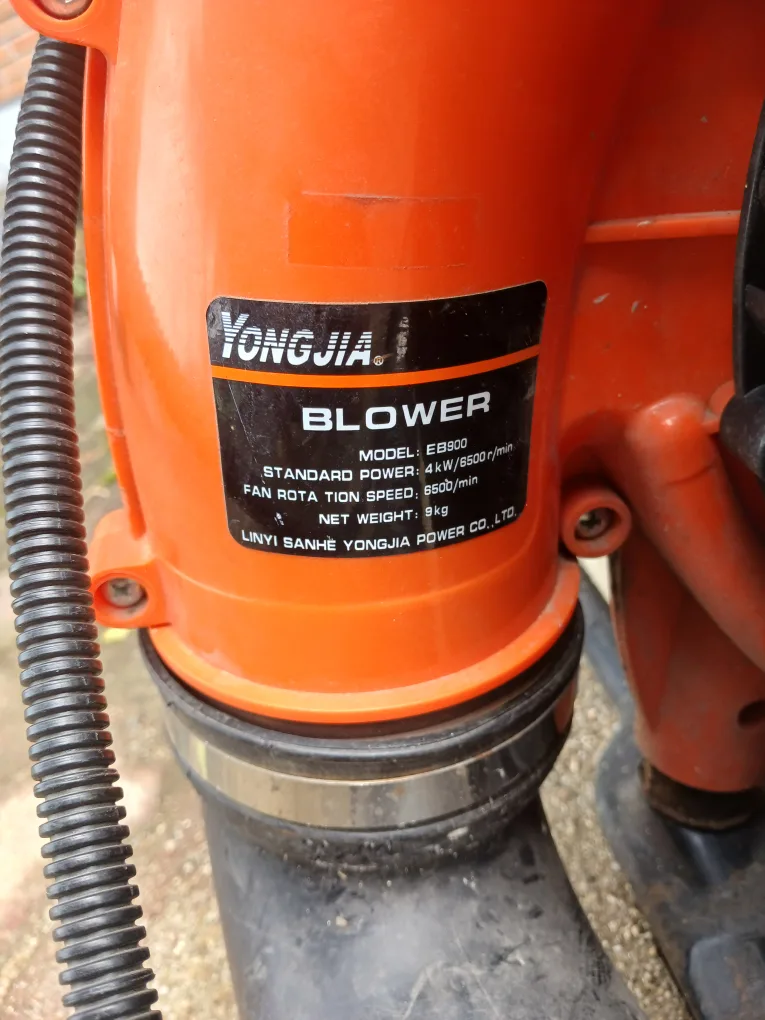 YONGJIA®
BLOWER
MODEL: EB900
STANDARD POWER: 4kW/6500r/min
FAN ROTA TION SPEED: 6500/min
NET WEIGHT: 9kg
LINYI SANHE YONGJIA POWER CO.,LTD.